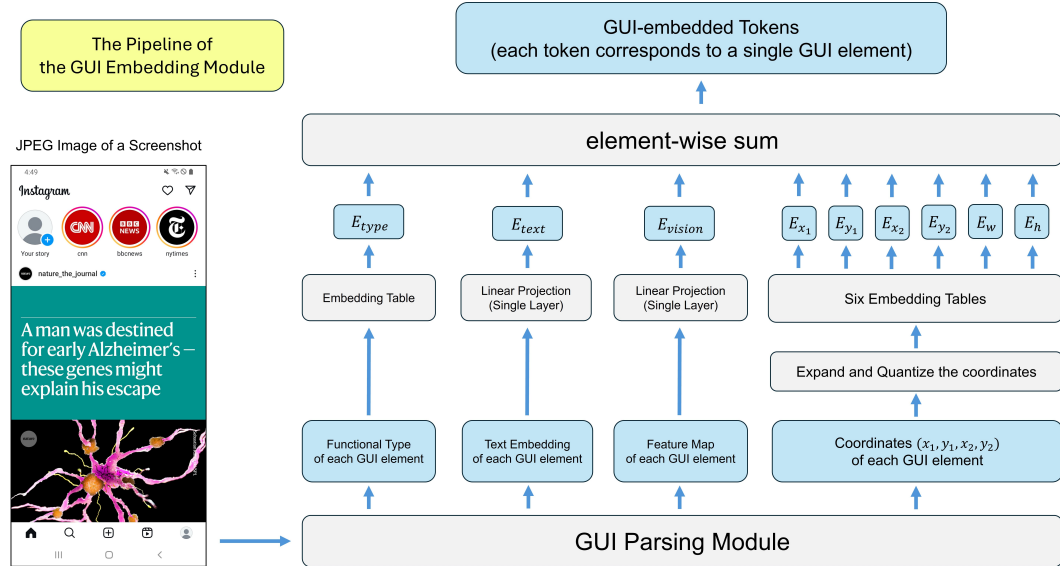 The Pipeline of
the GUI Embedding Module
GUI-embedded Tokens
(each token corresponds to a single GUI element)
element-wise sum
JPEG Image of a Screenshot
4:49
Instagram
CNN
BBC
NEWS
Your story
cnn
bbcnews
nytimes
nature_the_journal
A man was destined
for early Alzheimer's —
these genes might
explain his escape
E_type
E_text
E_vision
E_x₁
E_y₁
E_x₂
E_y₂
E_w
E_h
Embedding Table
Linear Projection
(Single Layer)
Linear Projection
(Single Layer)
Six Embedding Tables
Expand and Quantize the coordinates
Functional Type
of each GUI element
Text Embedding
of each GUI element
Feature Map
of each GUI element
Coordinates (x₁, y₁, x₂, y₂)
of each GUI element
GUI Parsing Module